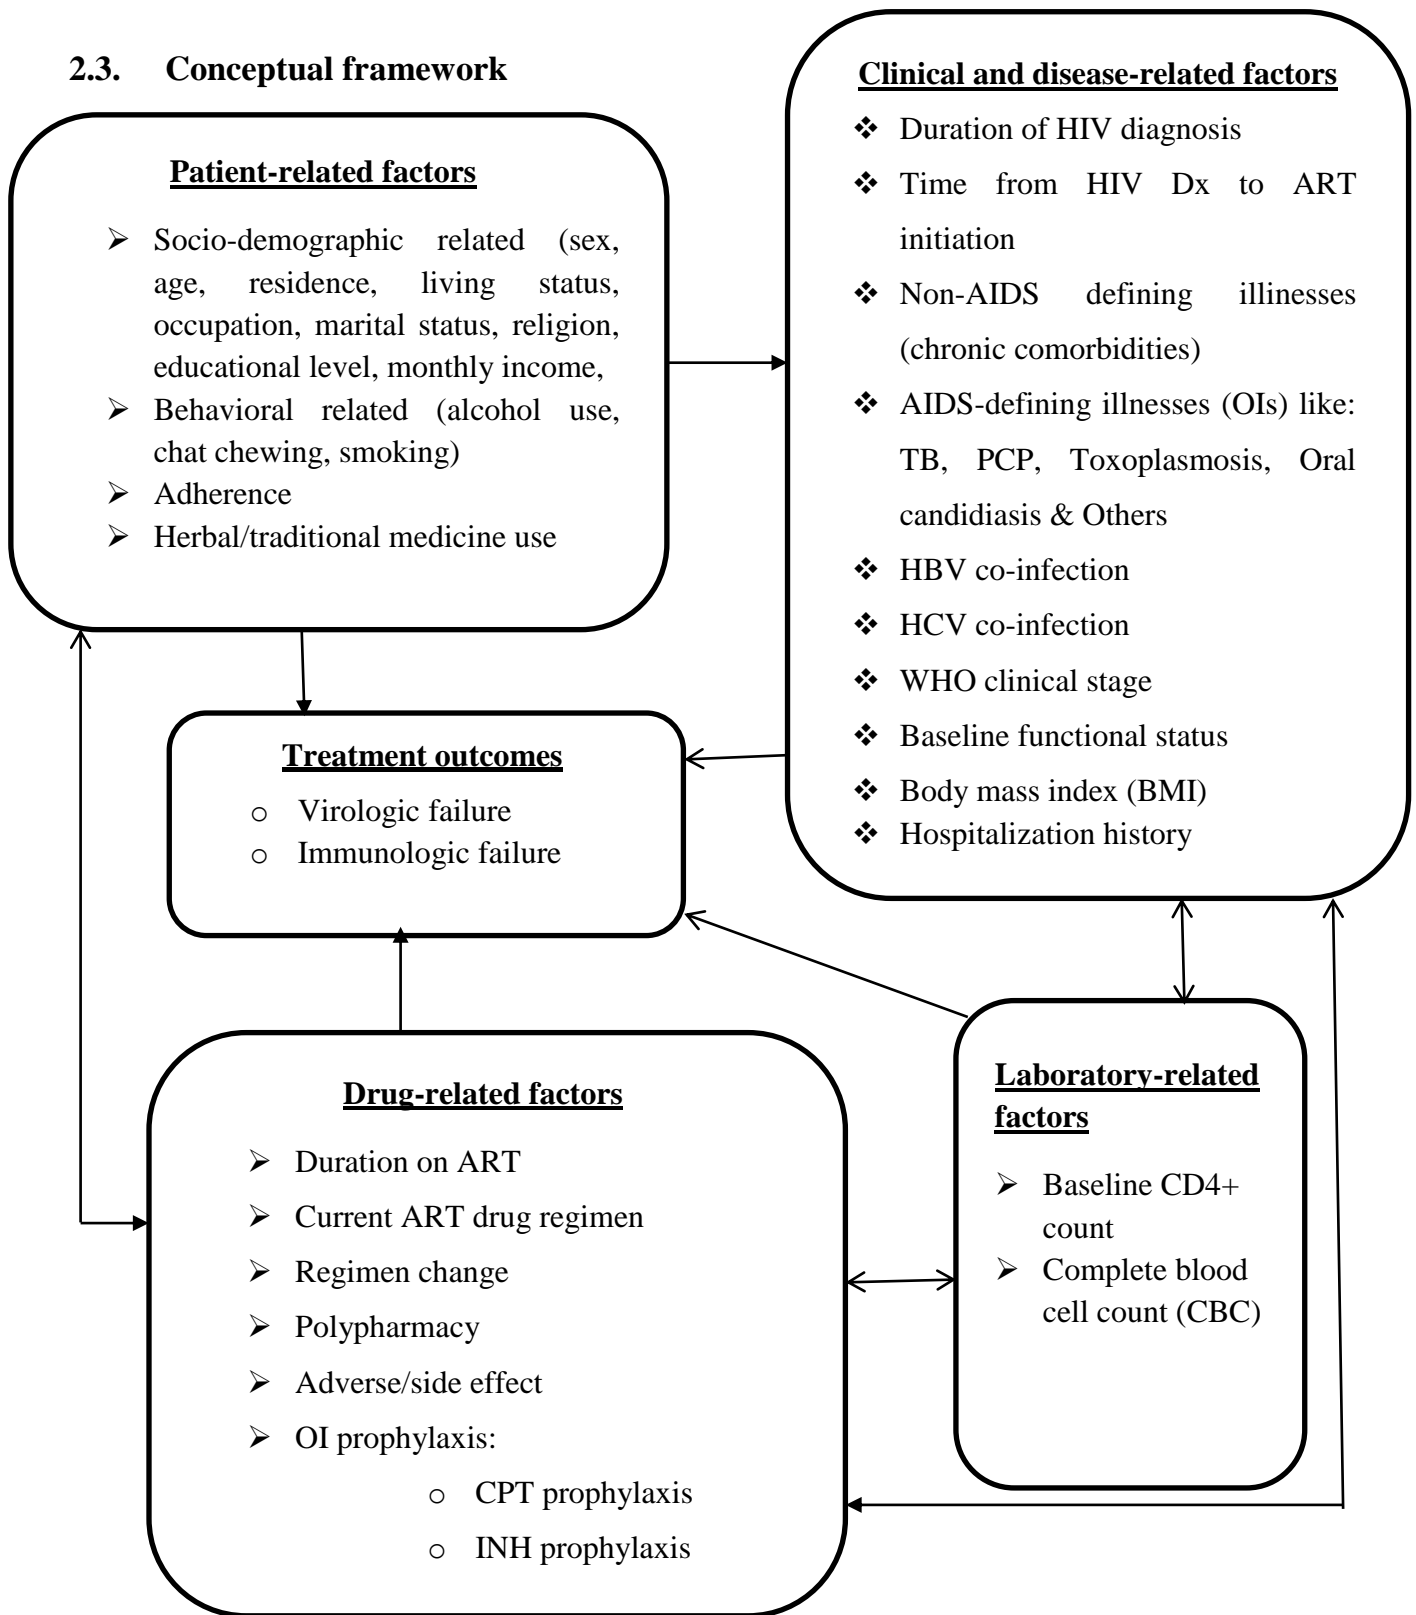 2.3. Conceptual framework
Patient-related factors
➢ Socio-demographic related (sex,
age, residence, living status,
occupation, marital status, religion,
educational level, monthly income,
➢ Behavioral related (alcohol use,
chat chewing, smoking)
➢ Adherence
➢ Herbal/traditional medicine use
Clinical and disease-related factors
❖ Duration of HIV diagnosis
❖ Time from HIV Dx to ART
initiation
❖ Non-AIDS defining illinesses
(chronic comorbidities)
❖ AIDS-defining illnesses (OIs) like:
TB, PCP, Toxoplasmosis, Oral
candidiasis & Others
❖ HBV co-infection
❖ HCV co-infection
❖ WHO clinical stage
❖ Baseline functional status
❖ Body mass index (BMI)
❖ Hospitalization history
Treatment outcomes
o Virologic failure
o Immunologic failure
Drug-related factors
➢ Duration on ART
➢ Current ART drug regimen
➢ Regimen change
➢ Polypharmacy
➢ Adverse/side effect
➢ OI prophylaxis:
o CPT prophylaxis
o INH prophylaxis
Laboratory-related
factors
➢ Baseline CD4+
count
➢ Complete blood
cell count (CBC)